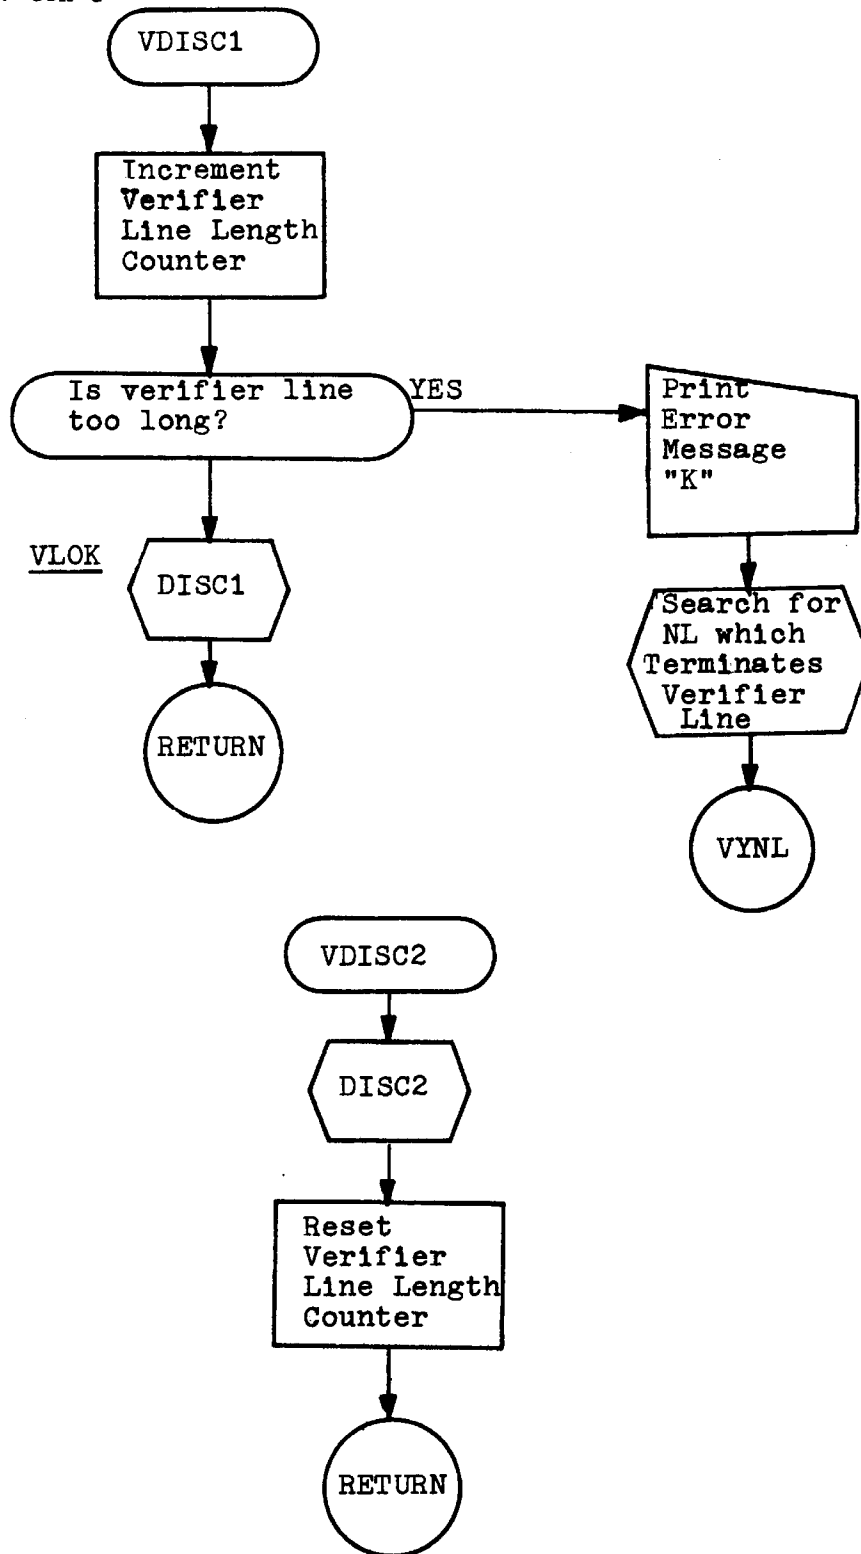 VDISC1
Increment
Verifier
Line Length
Counter
Is verifier line
too long?
YES
Print
Error
Message
"K"
VLOK
DISC1
Search for
NL which
Terminates
Verifier
Line
RETURN
VYNL
VDISC2
DISC2
Reset
Verifier
Line Length
Counter
RETURN